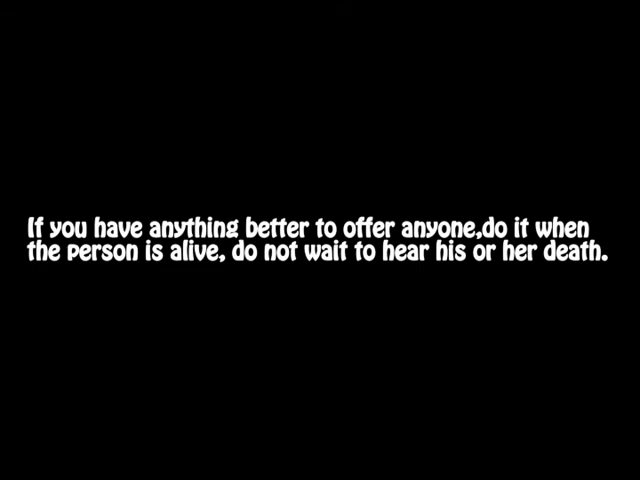 If you have anything better to offer anyone,do it when
the person is alive, do not wait to hear his or her death.